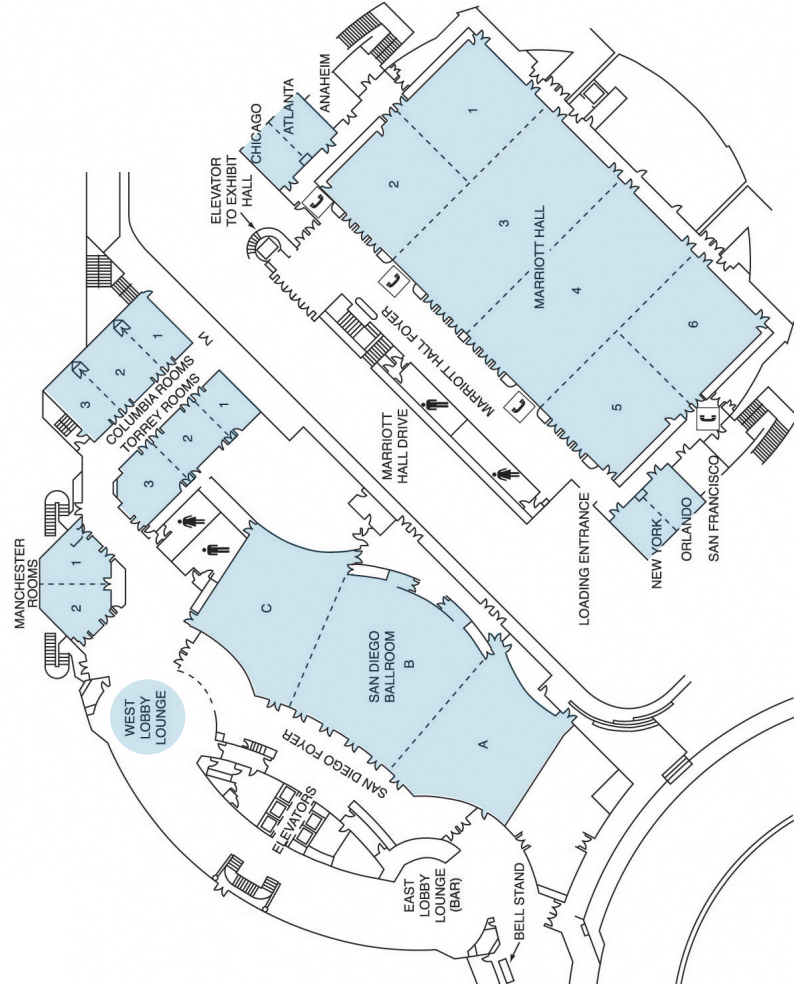 ANAHEIM
ATLANTA
CHICAGO
ELEVATOR
TO EXHIBIT
HALL
1
2
3
MARRIOTT HALL
4
5
6
MARRIOTT HALL FOYER
MARRIOTT
HALL DRIVE
COLUMBIA ROOMS
1
2
3
TORREY ROOMS
1
2
3
MANCHESTER
ROOMS
1
2
LOADING ENTRANCE
NEW YORK
ORLANDO
SAN FRANCISCO
C
SAN DIEGO
BALLROOM
B
A
SAN DIEGO FOYER
WEST
LOBBY
LOUNGE
ELEVATORS
EAST
LOBBY
LOUNGE
(BAR)
BELL STAND